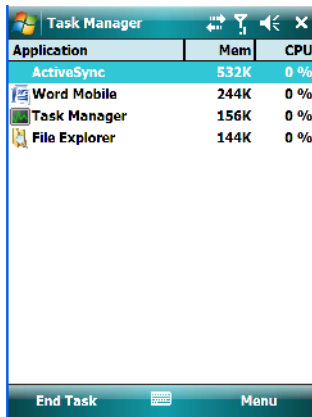 Task Manager
Application Mem CPU
ActiveSync 532K 0 %
Word Mobile 244K 0 %
Task Manager 156K 0 %
File Explorer 144K 0 %
End Task Menu